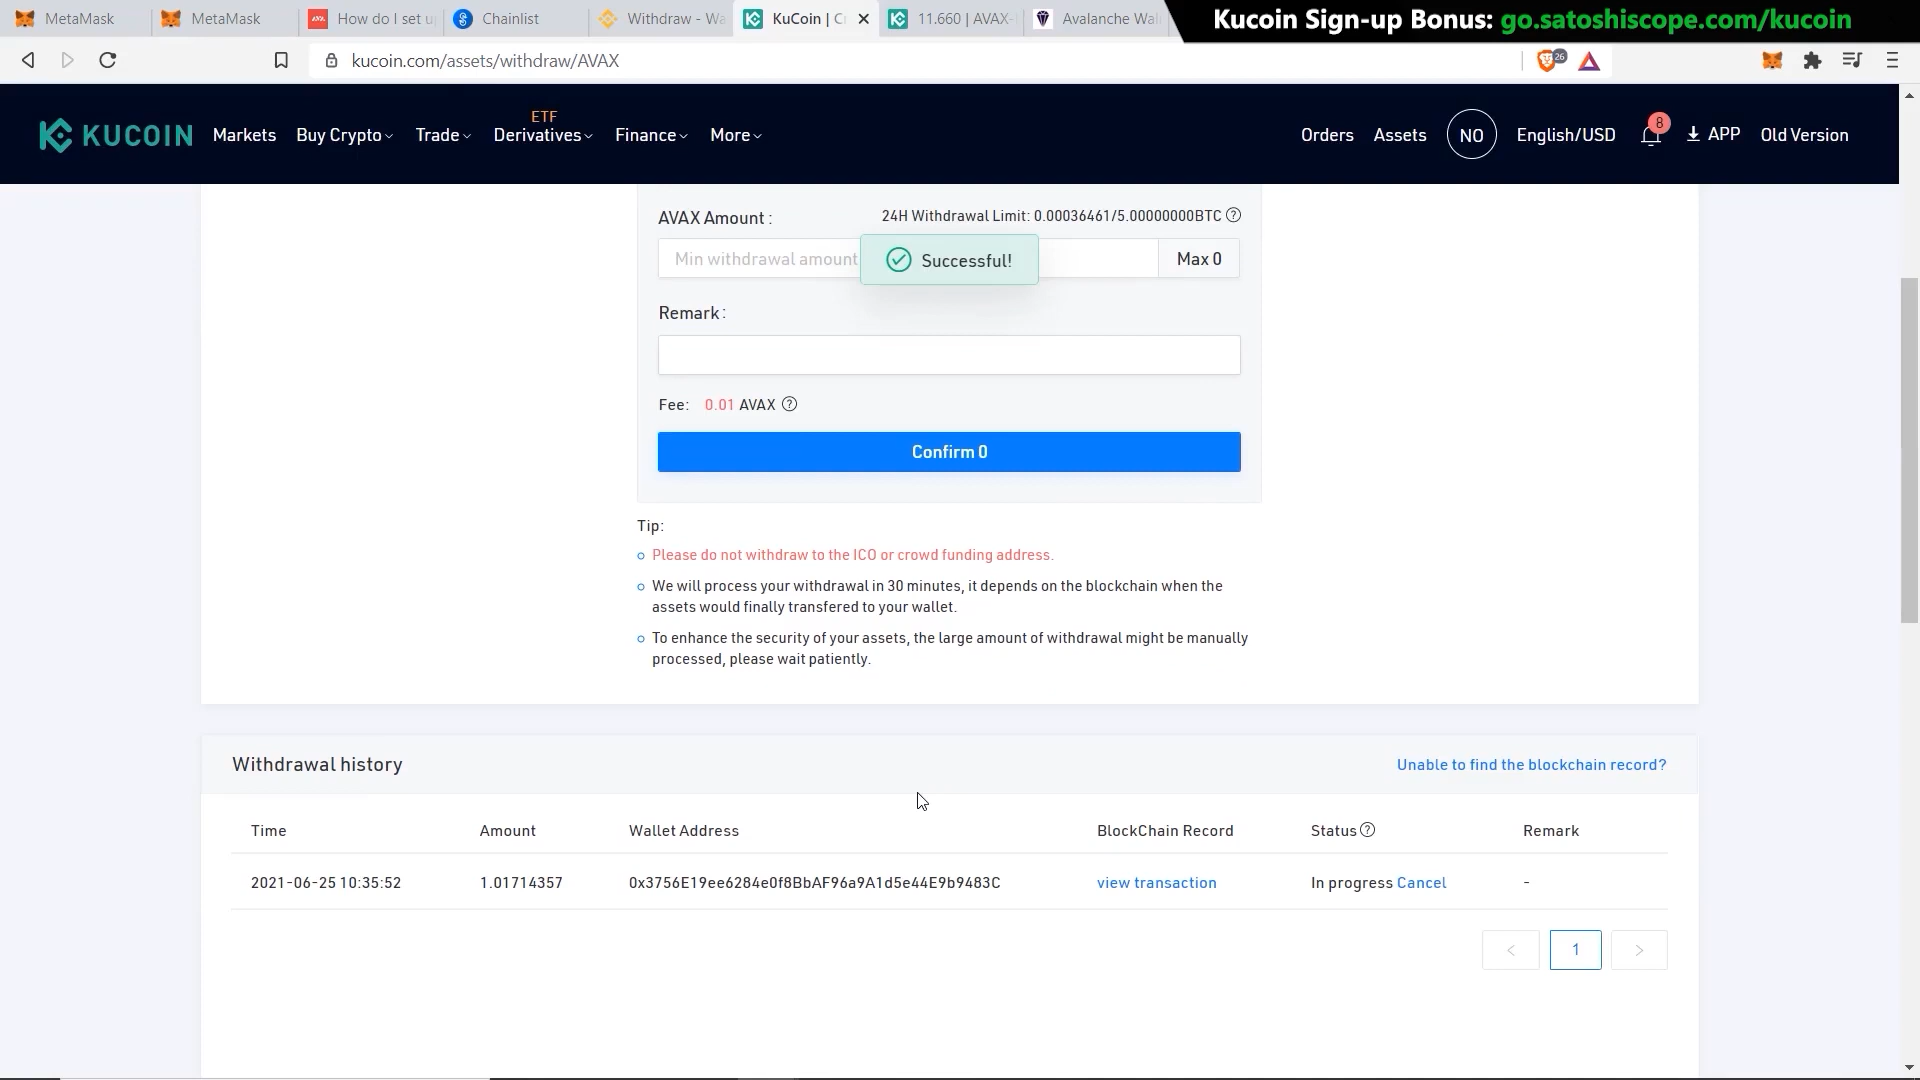 MetaMask
MetaMask
How do I set u
Chainlist
Withdraw - Wa
KuCoin | C
11.660 | AVAX-
Avalanche Wal
Kucoin Sign-up Bonus: go.satoshiscope.com/kucoin
kucoin.com/assets/withdraw/AVAX
26
KUCOIN
Markets
Buy Crypto
Trade
ETF
Derivatives
Finance
More
Orders
Assets
NO
English/USD
8
APP
Old Version
AVAX Amount :
24H Withdrawal Limit: 0.00036461/5.00000000BTC ?
Min withdrawal amount
Successful!
Max 0
Remark :
Fee: 0.01 AVAX ?
Confirm 0
Tip:
Please do not withdraw to the ICO or crowd funding address.
We will process your withdrawal in 30 minutes, it depends on the blockchain when the
assets would finally transfered to your wallet.
To enhance the security of your assets, the large amount of withdrawal might be manually
processed, please wait patiently.
Withdrawal history
Unable to find the blockchain record?
Time
Amount
Wallet Address
BlockChain Record
Status ?
Remark
2021-06-25 10:35:52
1.01714357
0x3756E19ee6284e0f8BbAF96a9A1d5e44E9b9483C
view transaction
In progress Cancel
-
< 1 >